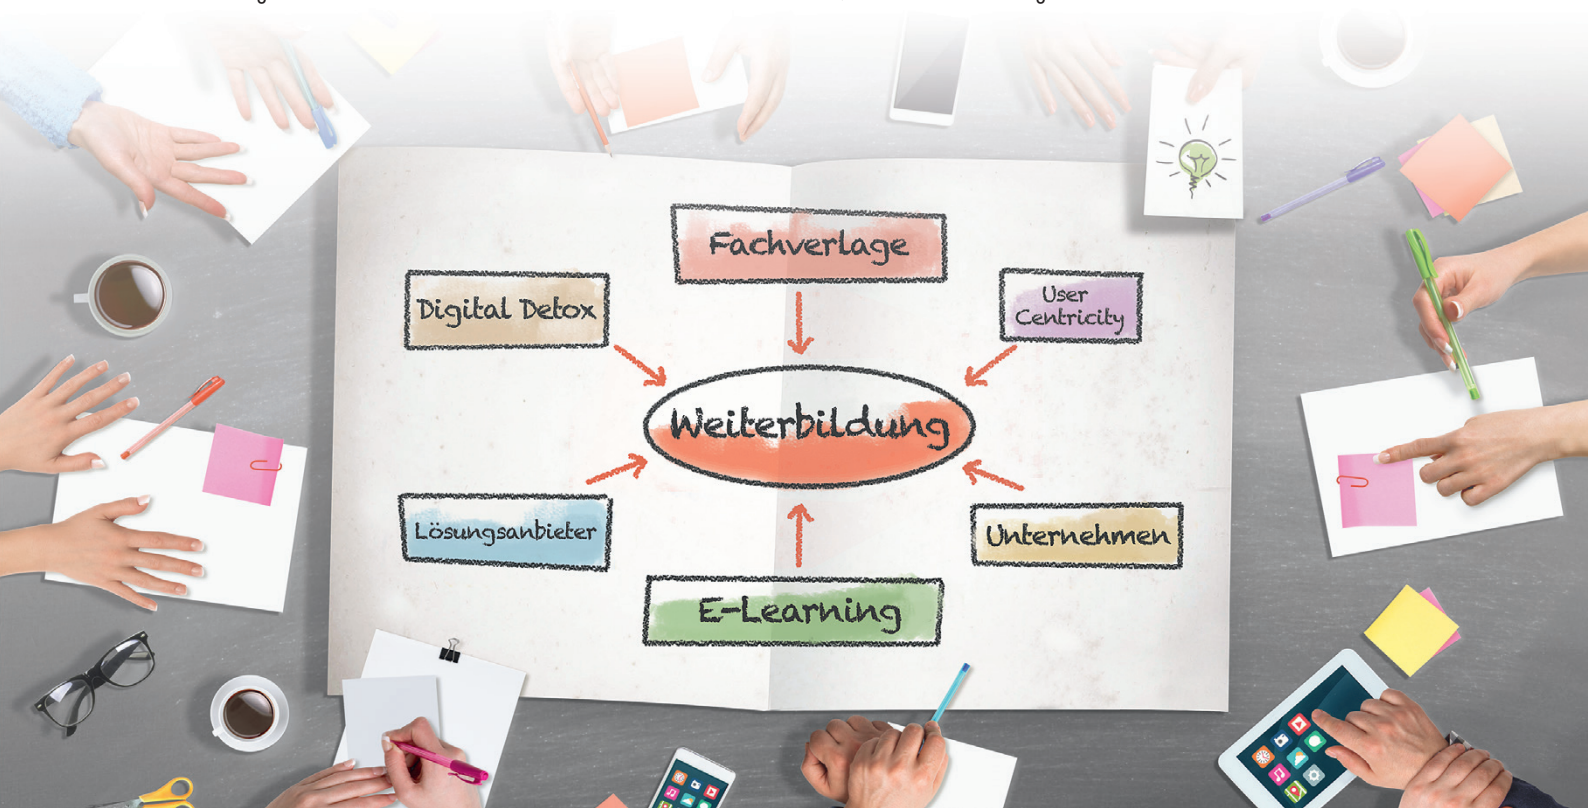 Fachverlage
Digital Detox
User
Centricity
Weiterbildung
Lösungsanbieter
Unternehmen
E-Learning